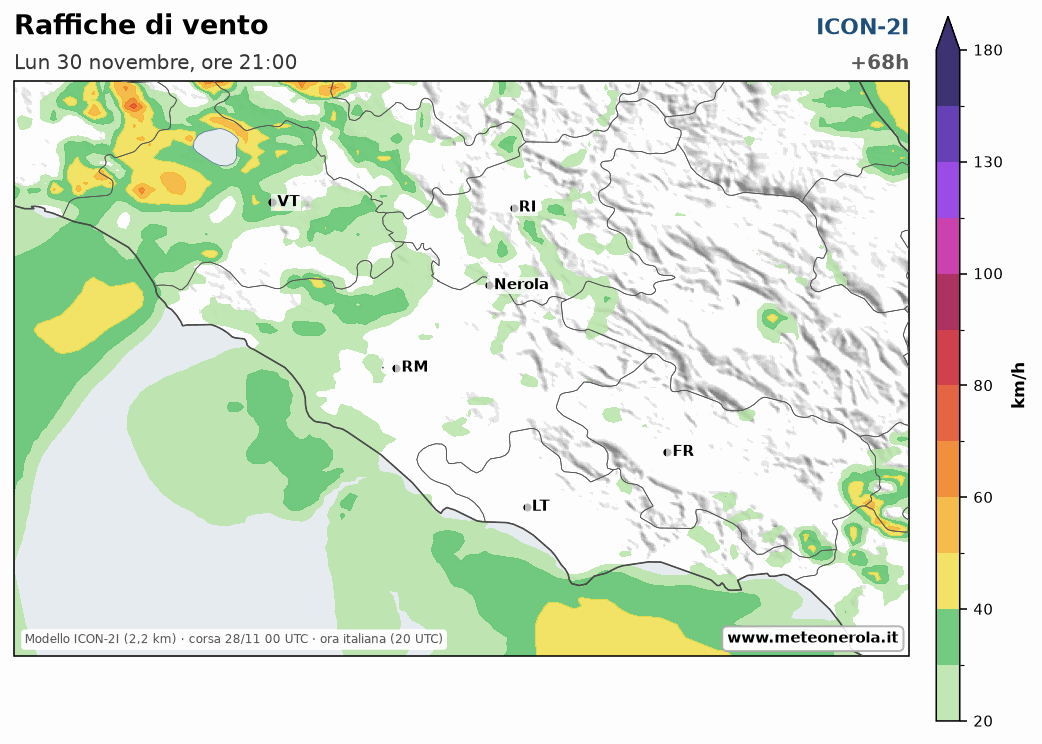 Raffiche di vento
ICON-2I
Lun 30 novembre, ore 21:00
+68h
VT
RI
Nerola
RM
FR
LT
Modello ICON-2I (2,2 km) · corsa 28/11 00 UTC · ora italiana (20 UTC)
www.meteonerola.it
180
130
100
80
60
40
20
km/h